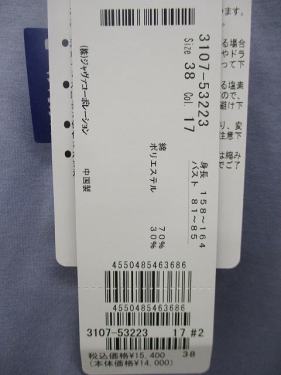 3107-53223
Size 38 Col. 17
身長 158~164
バスト 81~85
綿 70%
ポリエステル 30%
(株)ジャヴァコーポレーション
中国製
4550485463686
4550485463686
3107-53223 17 #2
税込価格¥15,400 38
(本体価格¥14,000)